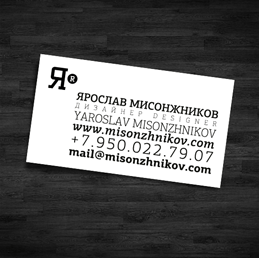 Я®
ЯРОСЛАВ МИСОНЖНИКОВ
ДИЗАЙНЕР DESIGNER
YAROSLAV MISONZHNIKOV
www.misonzhnikov.com
+7.950.022.79.07
mail@misonzhnikov.com